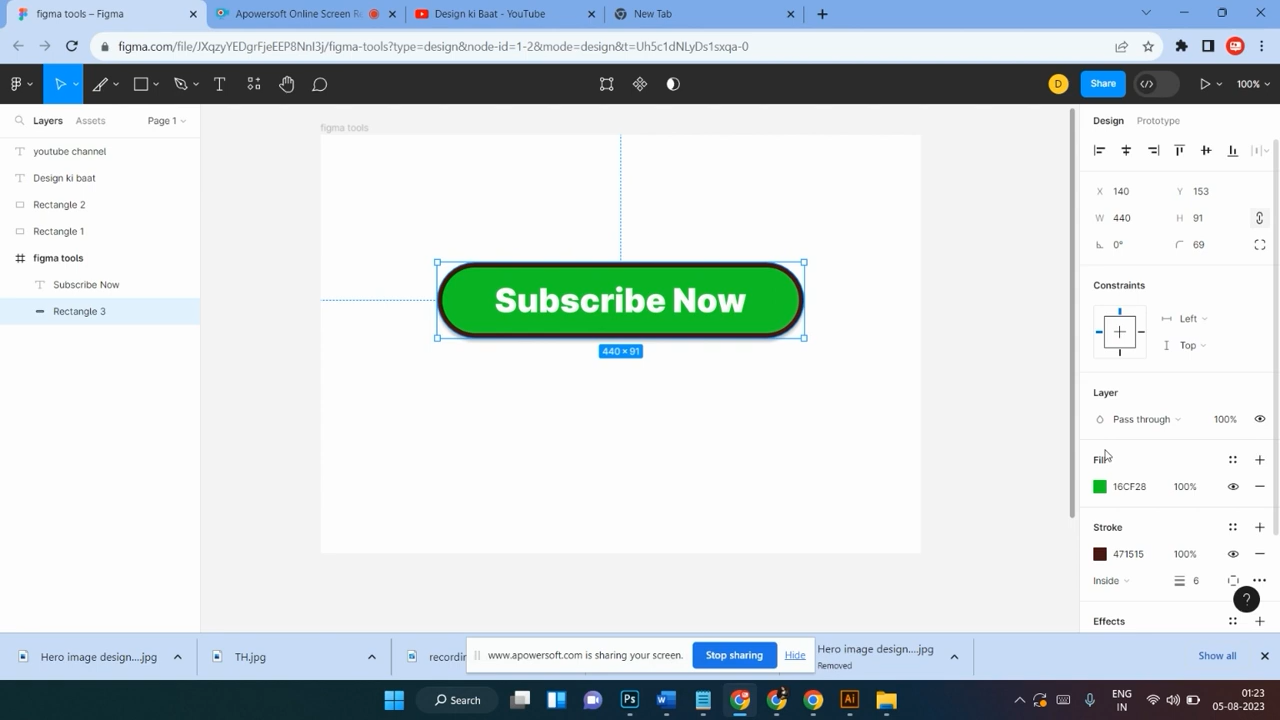 figma tools – Figma
Apowersoft Online Screen Re
Design ki Baat - YouTube
New Tab
figma.com/file/JXqzyYEDgrFjeEEP8NnI3j/figma-tools?type=design&node-id=1-2&mode=design&t=Uh5c1dNLyDs1sxqa-0
D
Share
100%
Layers
Assets
Page 1
youtube channel
Design ki baat
Rectangle 2
Rectangle 1
figma tools
Subscribe Now
Rectangle 3
figma tools
Subscribe Now
440 × 91
Design
Prototype
X 140
Y 153
W 440
H 91
0°
69
Constraints
Left
Top
Layer
Pass through
100%
Fill
16CF28
100%
Stroke
471515
100%
Inside
6
?
Effects
Hero image design....jpg
TH.jpg
recordin
www.apowersoft.com is sharing your screen.
Stop sharing
Hide
Hero image design....jpg
Removed
Show all
Search
Ps
W
Ai
ENG
IN
01:23
05-08-2023